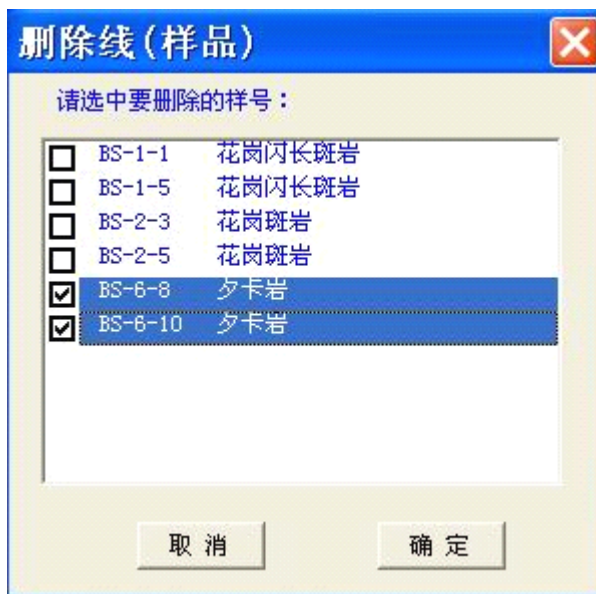 删除线(样品)
请选中要删除的样号：
BS-1-1 花岗闪长斑岩
BS-1-5 花岗闪长斑岩
BS-2-3 花岗斑岩
BS-2-5 花岗斑岩
BS-6-8 夕卡岩
BS-6-10 夕卡岩
取 消 确 定